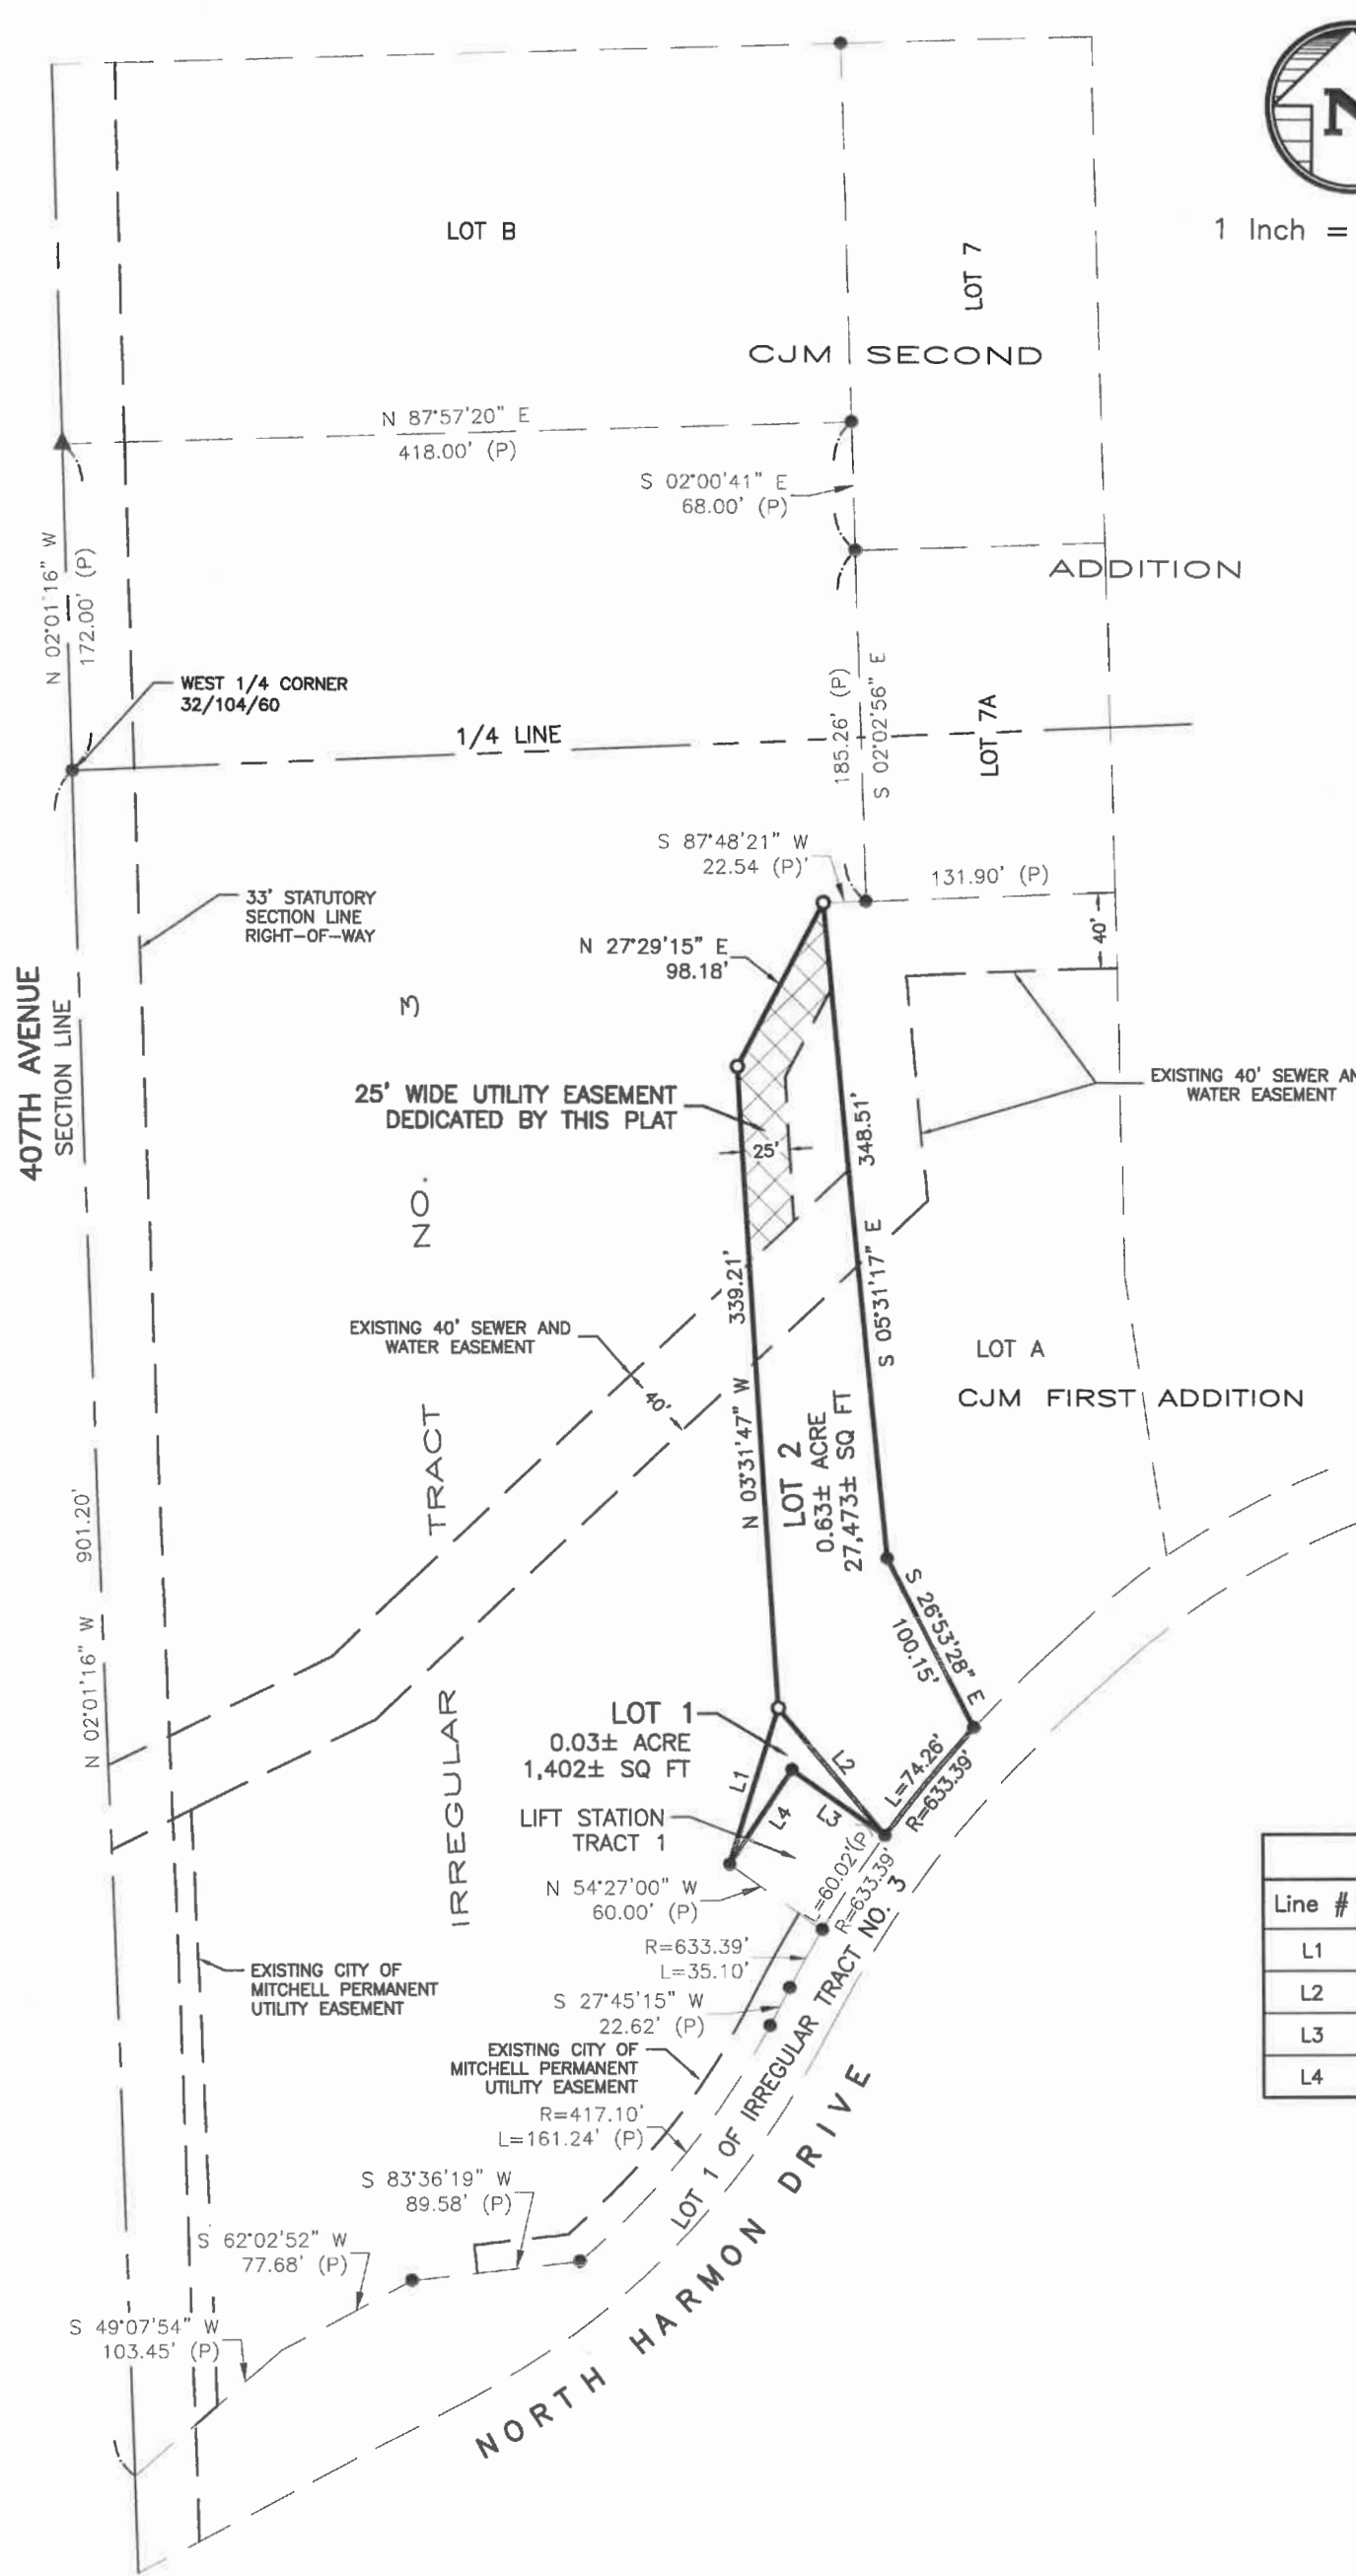 N
1 Inch =
LOT B
LOT 7
CJM SECOND
N 87°57'20" E
418.00' (P)
S 02°00'41" E
68.00' (P)
ADDITION
N 02°01'16" W
172.00' (P)
WEST 1/4 CORNER
32/104/60
1/4 LINE
185.26' (P)
S 02°02'56" E
LOT 7A
S 87°48'21" W
22.54 (P)'
131.90' (P)
40'
33' STATUTORY
SECTION LINE
RIGHT-OF-WAY
N 27°29'15" E
98.18'
407TH AVENUE
SECTION LINE
3
25' WIDE UTILITY EASEMENT
DEDICATED BY THIS PLAT
25'
348.51'
EXISTING 40' SEWER AN
WATER EASEMENT
NO.
339.21'
S 05°31'17" E
EXISTING 40' SEWER AND
WATER EASEMENT
40'
LOT A
CJM FIRST ADDITION
N 03°31'47" W
LOT 2
0.63± ACRE
27,473± SQ FT
TRACT
901.20'
N 02°01'16" W
S 26°53'28" E
100.15'
IRREGULAR
LOT 1
0.03± ACRE
1,402± SQ FT
L1
L2
L3
L4
L=74.26'
R=633.39'
LIFT STATION
TRACT 1
N 54°27'00" W
60.00' (P)
L=60.02'(P)
R=633.39'
R=633.39'
L=35.10'
S 27°45'15" W
22.62' (P)
EXISTING CITY OF
MITCHELL PERMANENT
UTILITY EASEMENT
EXISTING CITY OF
MITCHELL PERMANENT
UTILITY EASEMENT
R=417.10'
L=161.24' (P)
LOT 1 OF IRREGULAR TRACT NO. 3
S 83°36'19" W
89.58' (P)
S 62°02'52" W
77.68' (P)
S 49°07'54" W
103.45' (P)
NORTH HARMON DRIVE
Line #
L1
L2
L3
L4